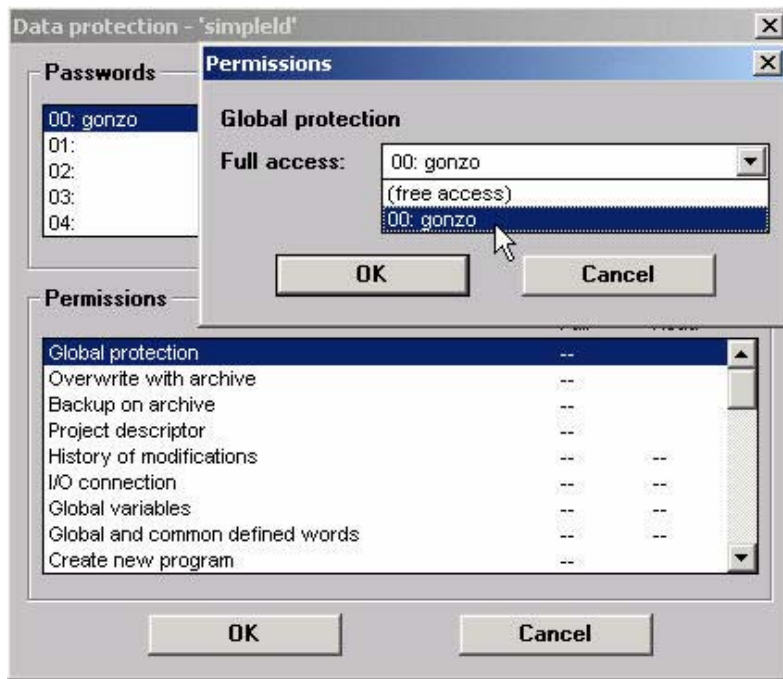 Data protection - 'simpleld'
Passwords
00: gonzo
01:
02:
03:
04:
Permissions
Global protection
Full access:
00: gonzo
(free access)
00: gonzo
OK
Cancel
Permissions
Global protection --
Overwrite with archive --
Backup on archive --
Project descriptor --
History of modifications -- --
I/O connection -- --
Global variables -- --
Global and common defined words -- --
Create new program --
OK
Cancel